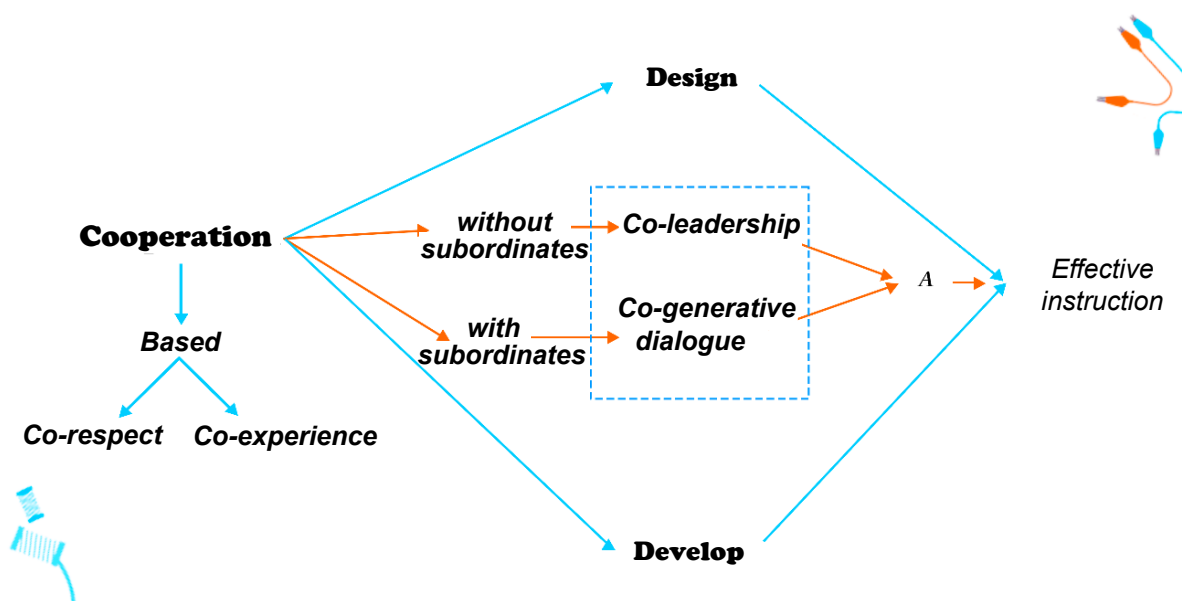 Design
without
subordinates
Co-leadership
Cooperation
A
Effective
instruction
Co-generative
dialogue
with
subordinates
Based
Co-respect
Co-experience
Develop